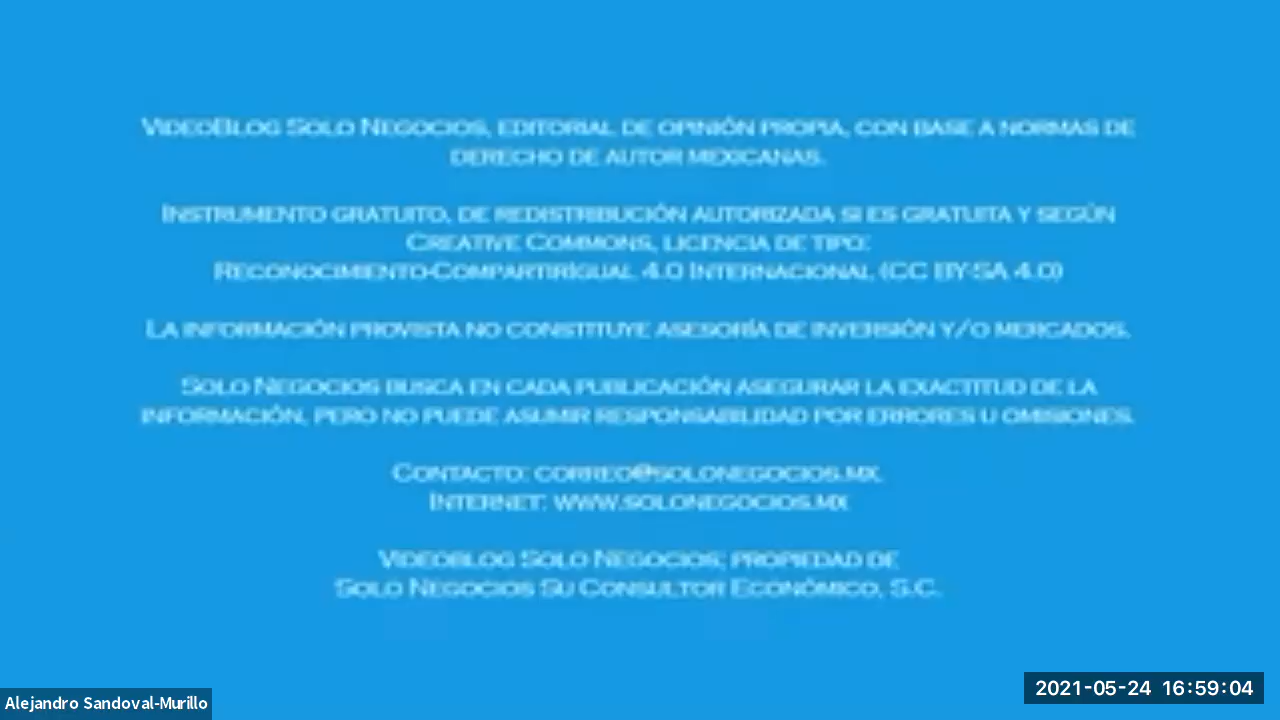 VideoBlog Solo Negocios, editorial de opinión propia, con base a normas de
derecho de autor mexicanas.
Instrumento gratuito, de redistribución autorizada si es gratuita y según
Creative Commons, licencia de tipo:
Reconocimiento-CompartirIgual 4.0 Internacional (CC BY-SA 4.0)
La información provista no constituye asesoría de inversión y/o mercados.
Solo Negocios busca en cada publicación asegurar la exactitud de la
información, pero no puede asumir responsabilidad por errores u omisiones.
Contacto: correo@solonegocios.mx
Internet: www.solonegocios.mx
Videoblog Solo Negocios; propiedad de
Solo Negocios Su Consultor Económico, S.C.
Alejandro Sandoval-Murillo
2021-05-24 16:59:04